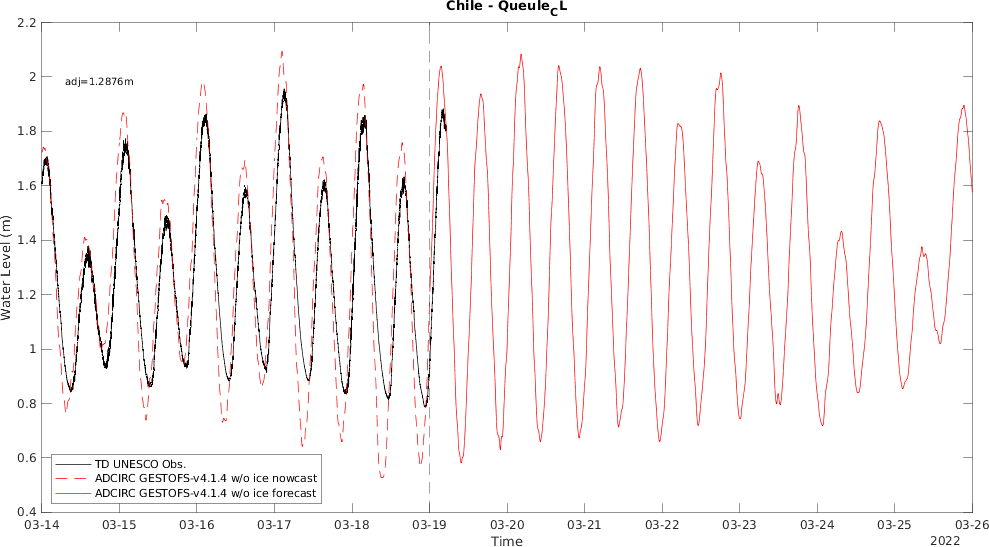 Chile - Queule_CL
2.2
2
1.8
1.6
1.4
1.2
1
0.8
0.6
0.4
Water Level (m)
adj=1.2876m
TD UNESCO Obs.
ADCIRC GESTOFS-v4.1.4 w/o ice nowcast
ADCIRC GESTOFS-v4.1.4 w/o ice forecast
03-14 03-15 03-16 03-17 03-18 03-19 03-20 03-21 03-22 03-23 03-24 03-25 03-26
Time
2022